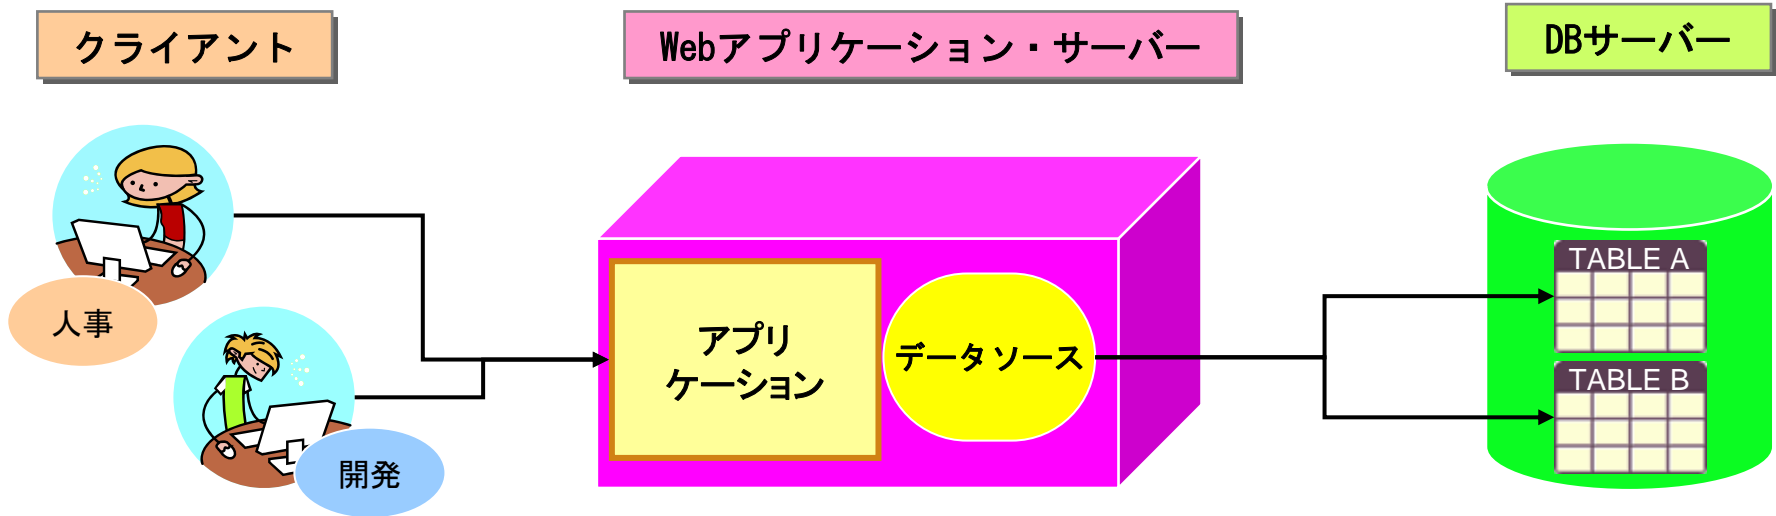 クライアント
Webアプリケーション・サーバー
DBサーバー
人事
開発
アプリ
ケーション
データソース
TABLE A
TABLE B